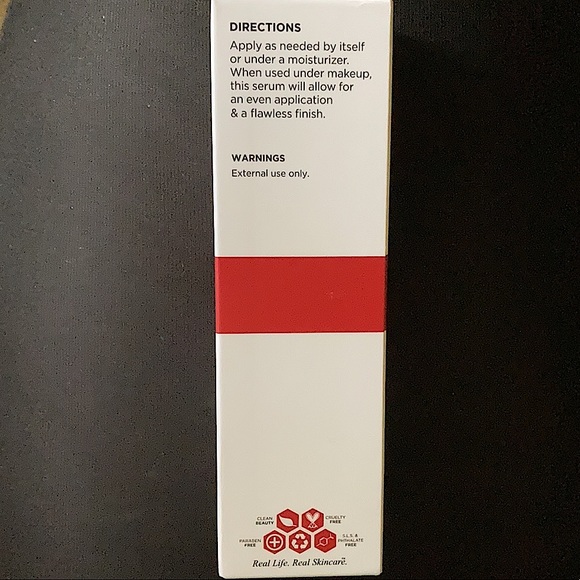 DIRECTIONS
Apply as needed by itself
or under a moisturizer.
When used under makeup,
this serum will allow for
an even application
& a flawless finish.
WARNINGS
External use only.
CLEAN
BEAUTY
CRUELTY
FREE
PARABEN
FREE
S.L.S. &
PHTHALATE
FREE
Real Life. Real Skincare.™